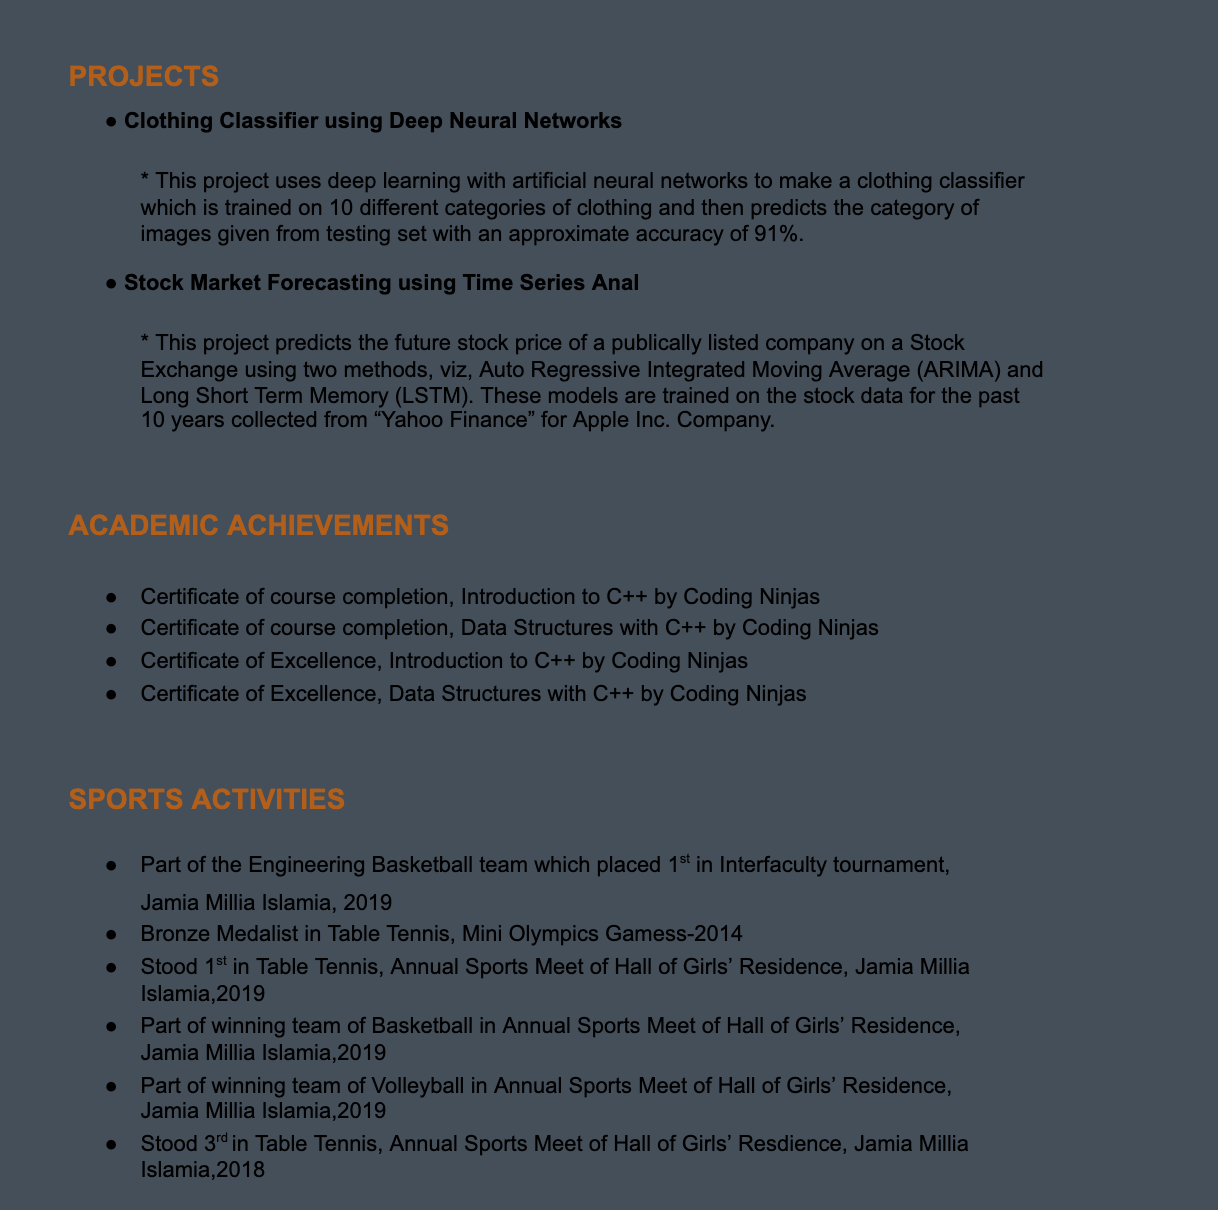 PROJECTS
● Clothing Classifier using Deep Neural Networks
* This project uses deep learning with artificial neural networks to make a clothing classifier
which is trained on 10 different categories of clothing and then predicts the category of
images given from testing set with an approximate accuracy of 91%.
● Stock Market Forecasting using Time Series Anal
* This project predicts the future stock price of a publically listed company on a Stock
Exchange using two methods, viz, Auto Regressive Integrated Moving Average (ARIMA) and
Long Short Term Memory (LSTM). These models are trained on the stock data for the past
10 years collected from “Yahoo Finance” for Apple Inc. Company.
ACADEMIC ACHIEVEMENTS
● Certificate of course completion, Introduction to C++ by Coding Ninjas
● Certificate of course completion, Data Structures with C++ by Coding Ninjas
● Certificate of Excellence, Introduction to C++ by Coding Ninjas
● Certificate of Excellence, Data Structures with C++ by Coding Ninjas
SPORTS ACTIVITIES
● Part of the Engineering Basketball team which placed 1st in Interfaculty tournament,
Jamia Millia Islamia, 2019
● Bronze Medalist in Table Tennis, Mini Olympics Gamess-2014
● Stood 1st in Table Tennis, Annual Sports Meet of Hall of Girls’ Residence, Jamia Millia
Islamia,2019
● Part of winning team of Basketball in Annual Sports Meet of Hall of Girls’ Residence,
Jamia Millia Islamia,2019
● Part of winning team of Volleyball in Annual Sports Meet of Hall of Girls’ Residence,
Jamia Millia Islamia,2019
● Stood 3rd in Table Tennis, Annual Sports Meet of Hall of Girls’ Resdience, Jamia Millia
Islamia,2018